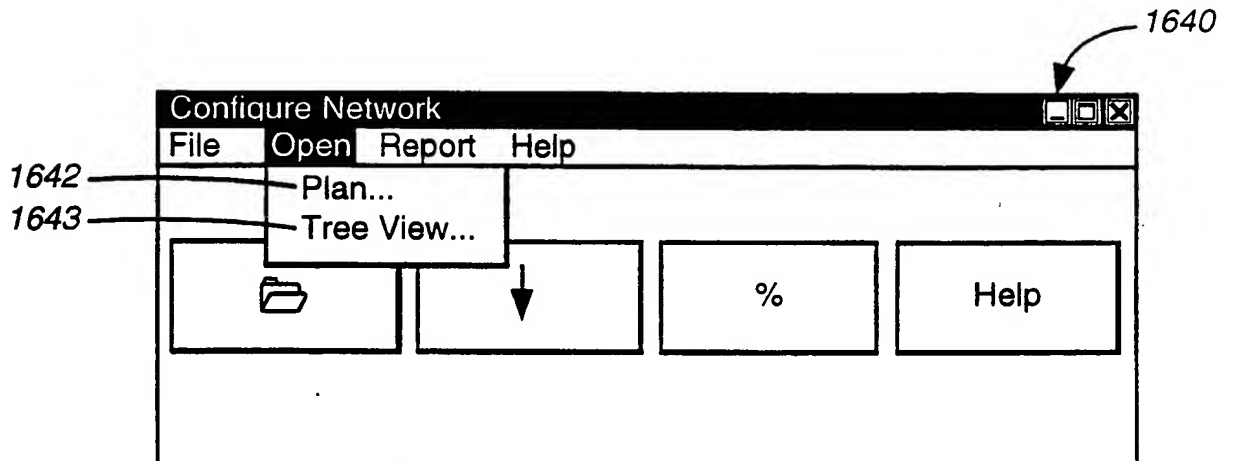 1640
Configure Network
File Open Report Help
1642 Plan...
1643 Tree View...
% Help